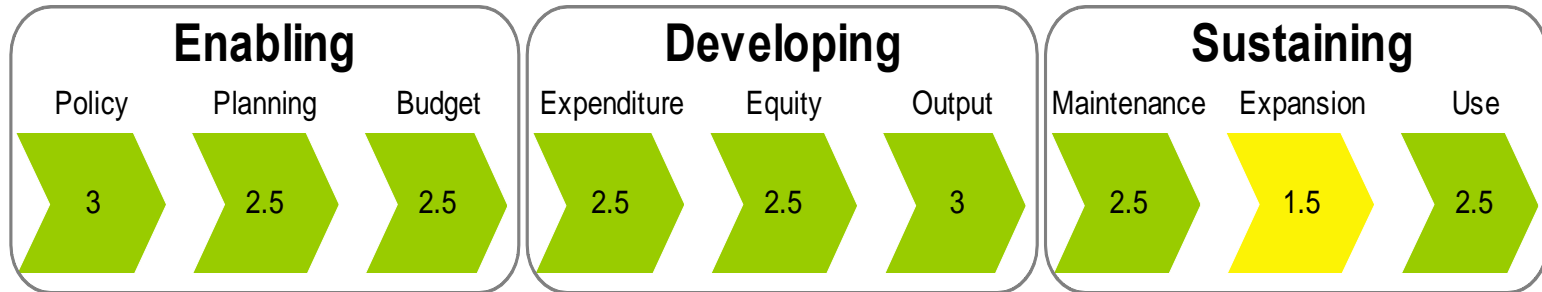 Enabling Developing Sustaining
Policy Planning Budget Expenditure Equity Output Maintenance Expansion Use
3 2.5 2.5 2.5 2.5 3 2.5 1.5 2.5